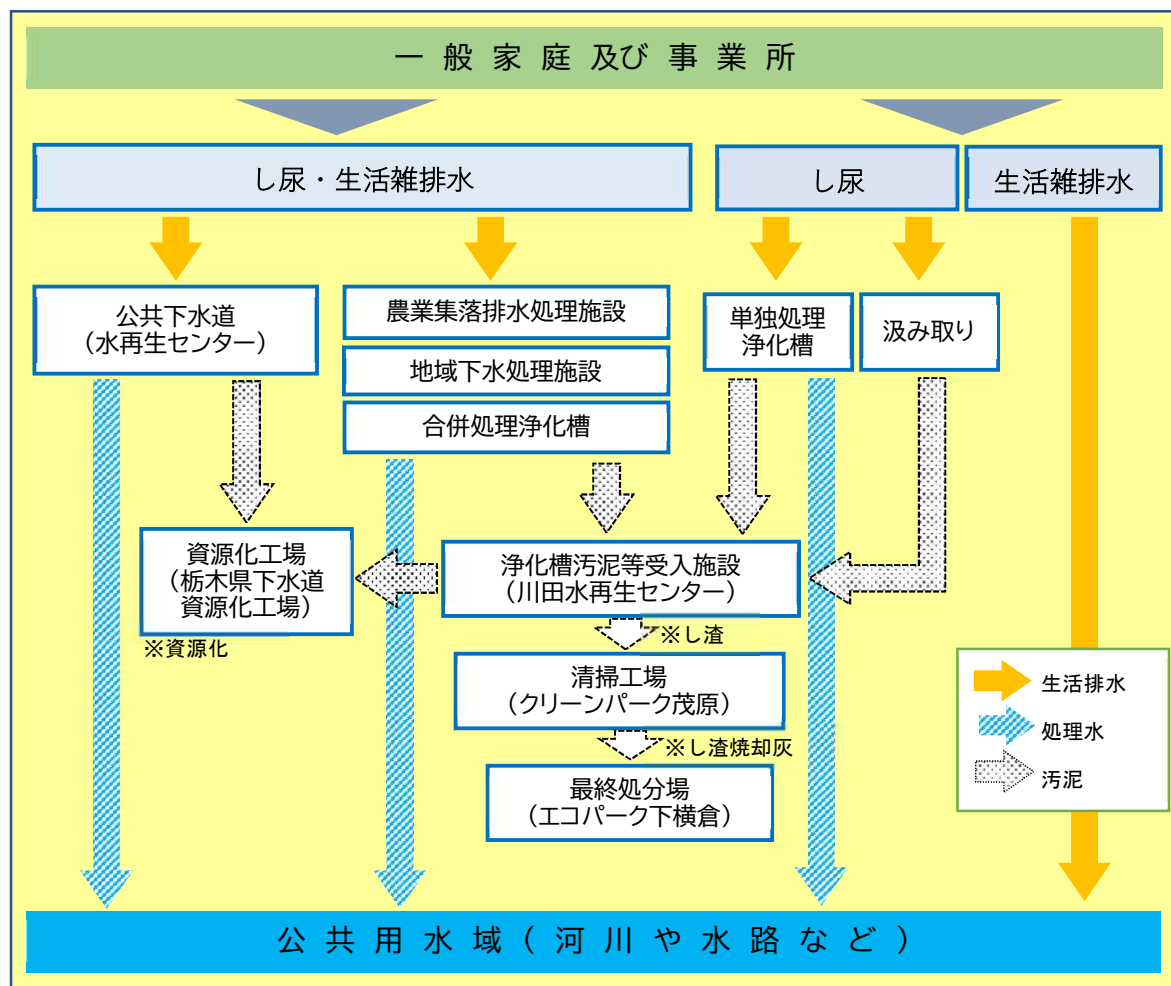 一般家庭及び事業所
し尿・生活雑排水
し尿
生活雑排水
公共下水道
（水再生センター）
農業集落排水処理施設
地域下水処理施設
合併処理浄化槽
単独処理
浄化槽
汲み取り
資源化工場
（栃木県下水道
資源化工場）
※資源化
浄化槽汚泥等受入施設
（川田水再生センター）
※し渣
清掃工場
（クリーンパーク茂原）
※し渣焼却灰
最終処分場
（エコパーク下横倉）
生活排水
処理水
汚泥
公共用水域（河川や水路など）